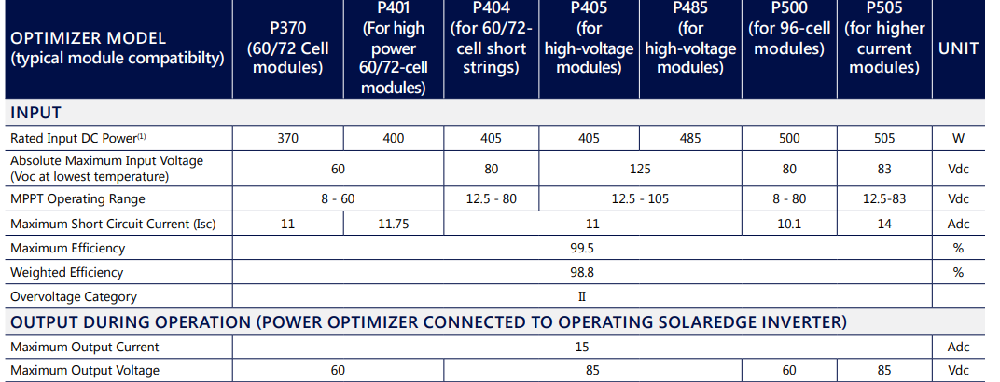 OPTIMIZER MODEL
(typical module compatibilty)
P370
(60/72 Cell
modules)
P401
(For high
power
60/72-cell
modules)
P404
(for 60/72-
cell short
strings)
P405
(for
high-voltage
modules)
P485
(for
high-voltage
modules)
P500
(for 96-cell
modules)
P505
(for higher
current
modules)
UNIT
INPUT
Rated Input DC Power(1) 370 400 405 405 485 500 505 W
Absolute Maximum Input Voltage
(Voc at lowest temperature) 60 80 125 80 83 Vdc
MPPT Operating Range 8 - 60 12.5 - 80 12.5 - 105 8 - 80 12.5-83 Vdc
Maximum Short Circuit Current (Isc) 11 11.75 11 10.1 14 Adc
Maximum Efficiency 99.5 %
Weighted Efficiency 98.8 %
Overvoltage Category II
OUTPUT DURING OPERATION (POWER OPTIMIZER CONNECTED TO OPERATING SOLAREDGE INVERTER)
Maximum Output Current 15 Adc
Maximum Output Voltage 60 85 60 85 Vdc